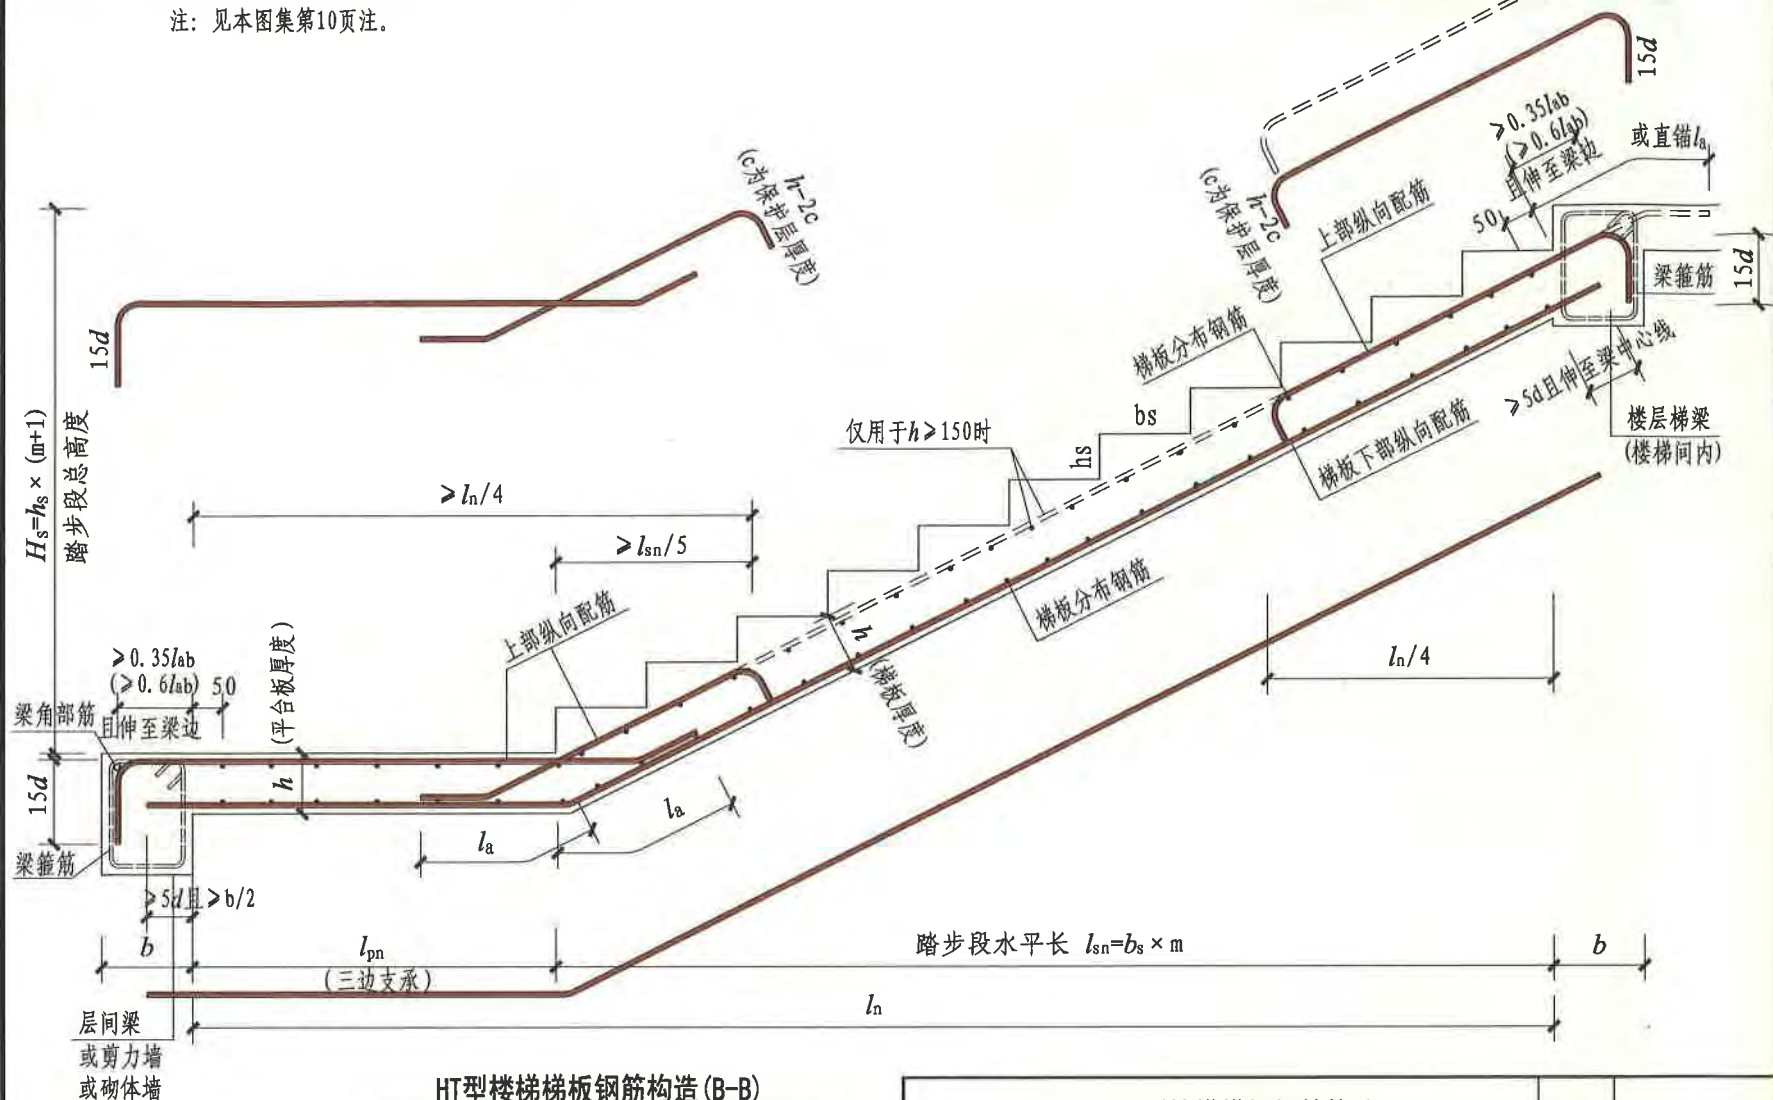 注: 见本图集第10页注。
15d
≥0.35lab
(≥0.6lab)
且伸至梁边
或直锚la
h-2c
(c为保护层厚度)
h-2c
(c为保护层厚度)
上部纵向配筋
50
梁箍筋
15d
15d
梯板分布钢筋
≥5d且伸至梁中心线
Hs=hs×(m+1)
踏步段总高度
仅用于h≥150时
bs
hs
梯板下部纵向配筋
楼层梯梁
(楼梯间内)
≥ln/4
≥lsn/5
上部纵向配筋
梯板分布钢筋
h
(梯板厚度)
ln/4
≥0.35lab
(≥0.6lab)
50
梁角部筋
且伸至梁边
(平台板厚度)
h
15d
la
la
梁箍筋
≥5d且≥b/2
b
lpn
(三边支承)
踏步段水平长 lsn=bs×m
b
ln
层间梁
或剪力墙
或砌体墙
HT型楼梯梯板钢筋构造(B-B)